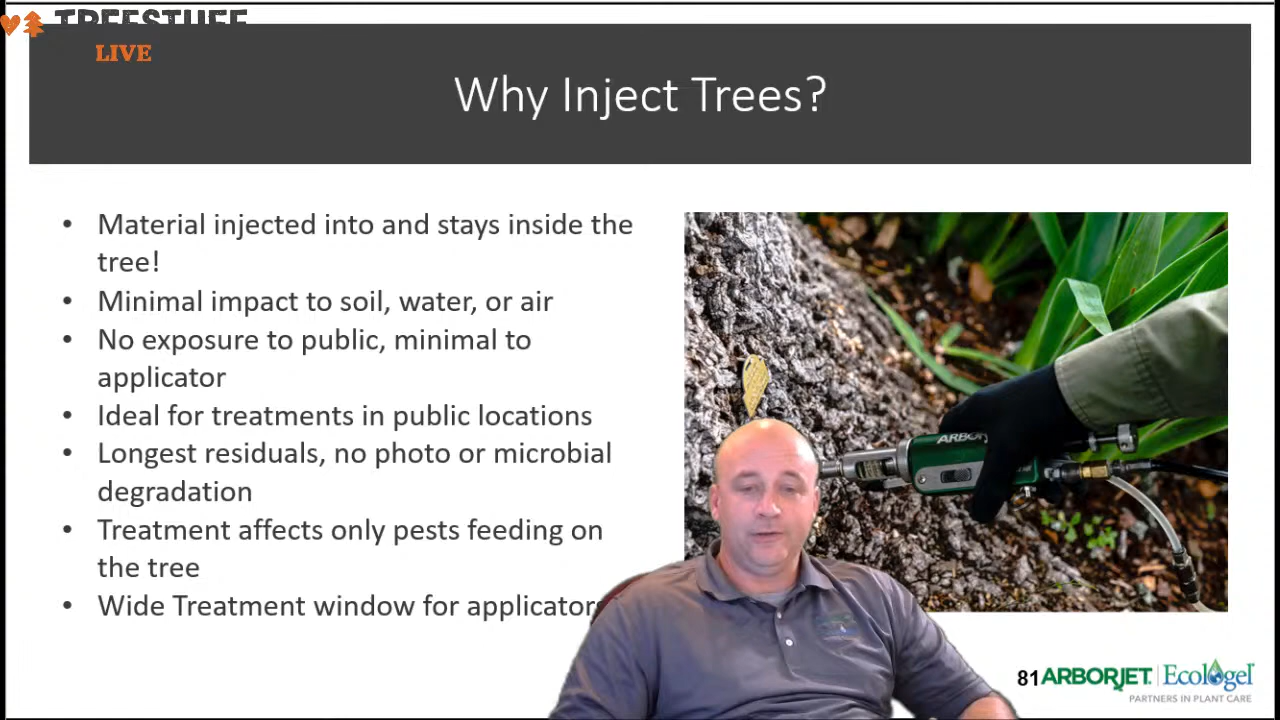 TREESTUFF
LIVE
Why Inject Trees?
• Material injected into and stays inside the
tree!
• Minimal impact to soil, water, or air
• No exposure to public, minimal to
applicator
• Ideal for treatments in public locations
• Longest residuals, no photo or microbial
degradation
• Treatment affects only pests feeding on
the tree
• Wide Treatment window for applicators
ARBORJ
81 ARBORJET. Ecologel
PARTNERS IN PLANT CARE